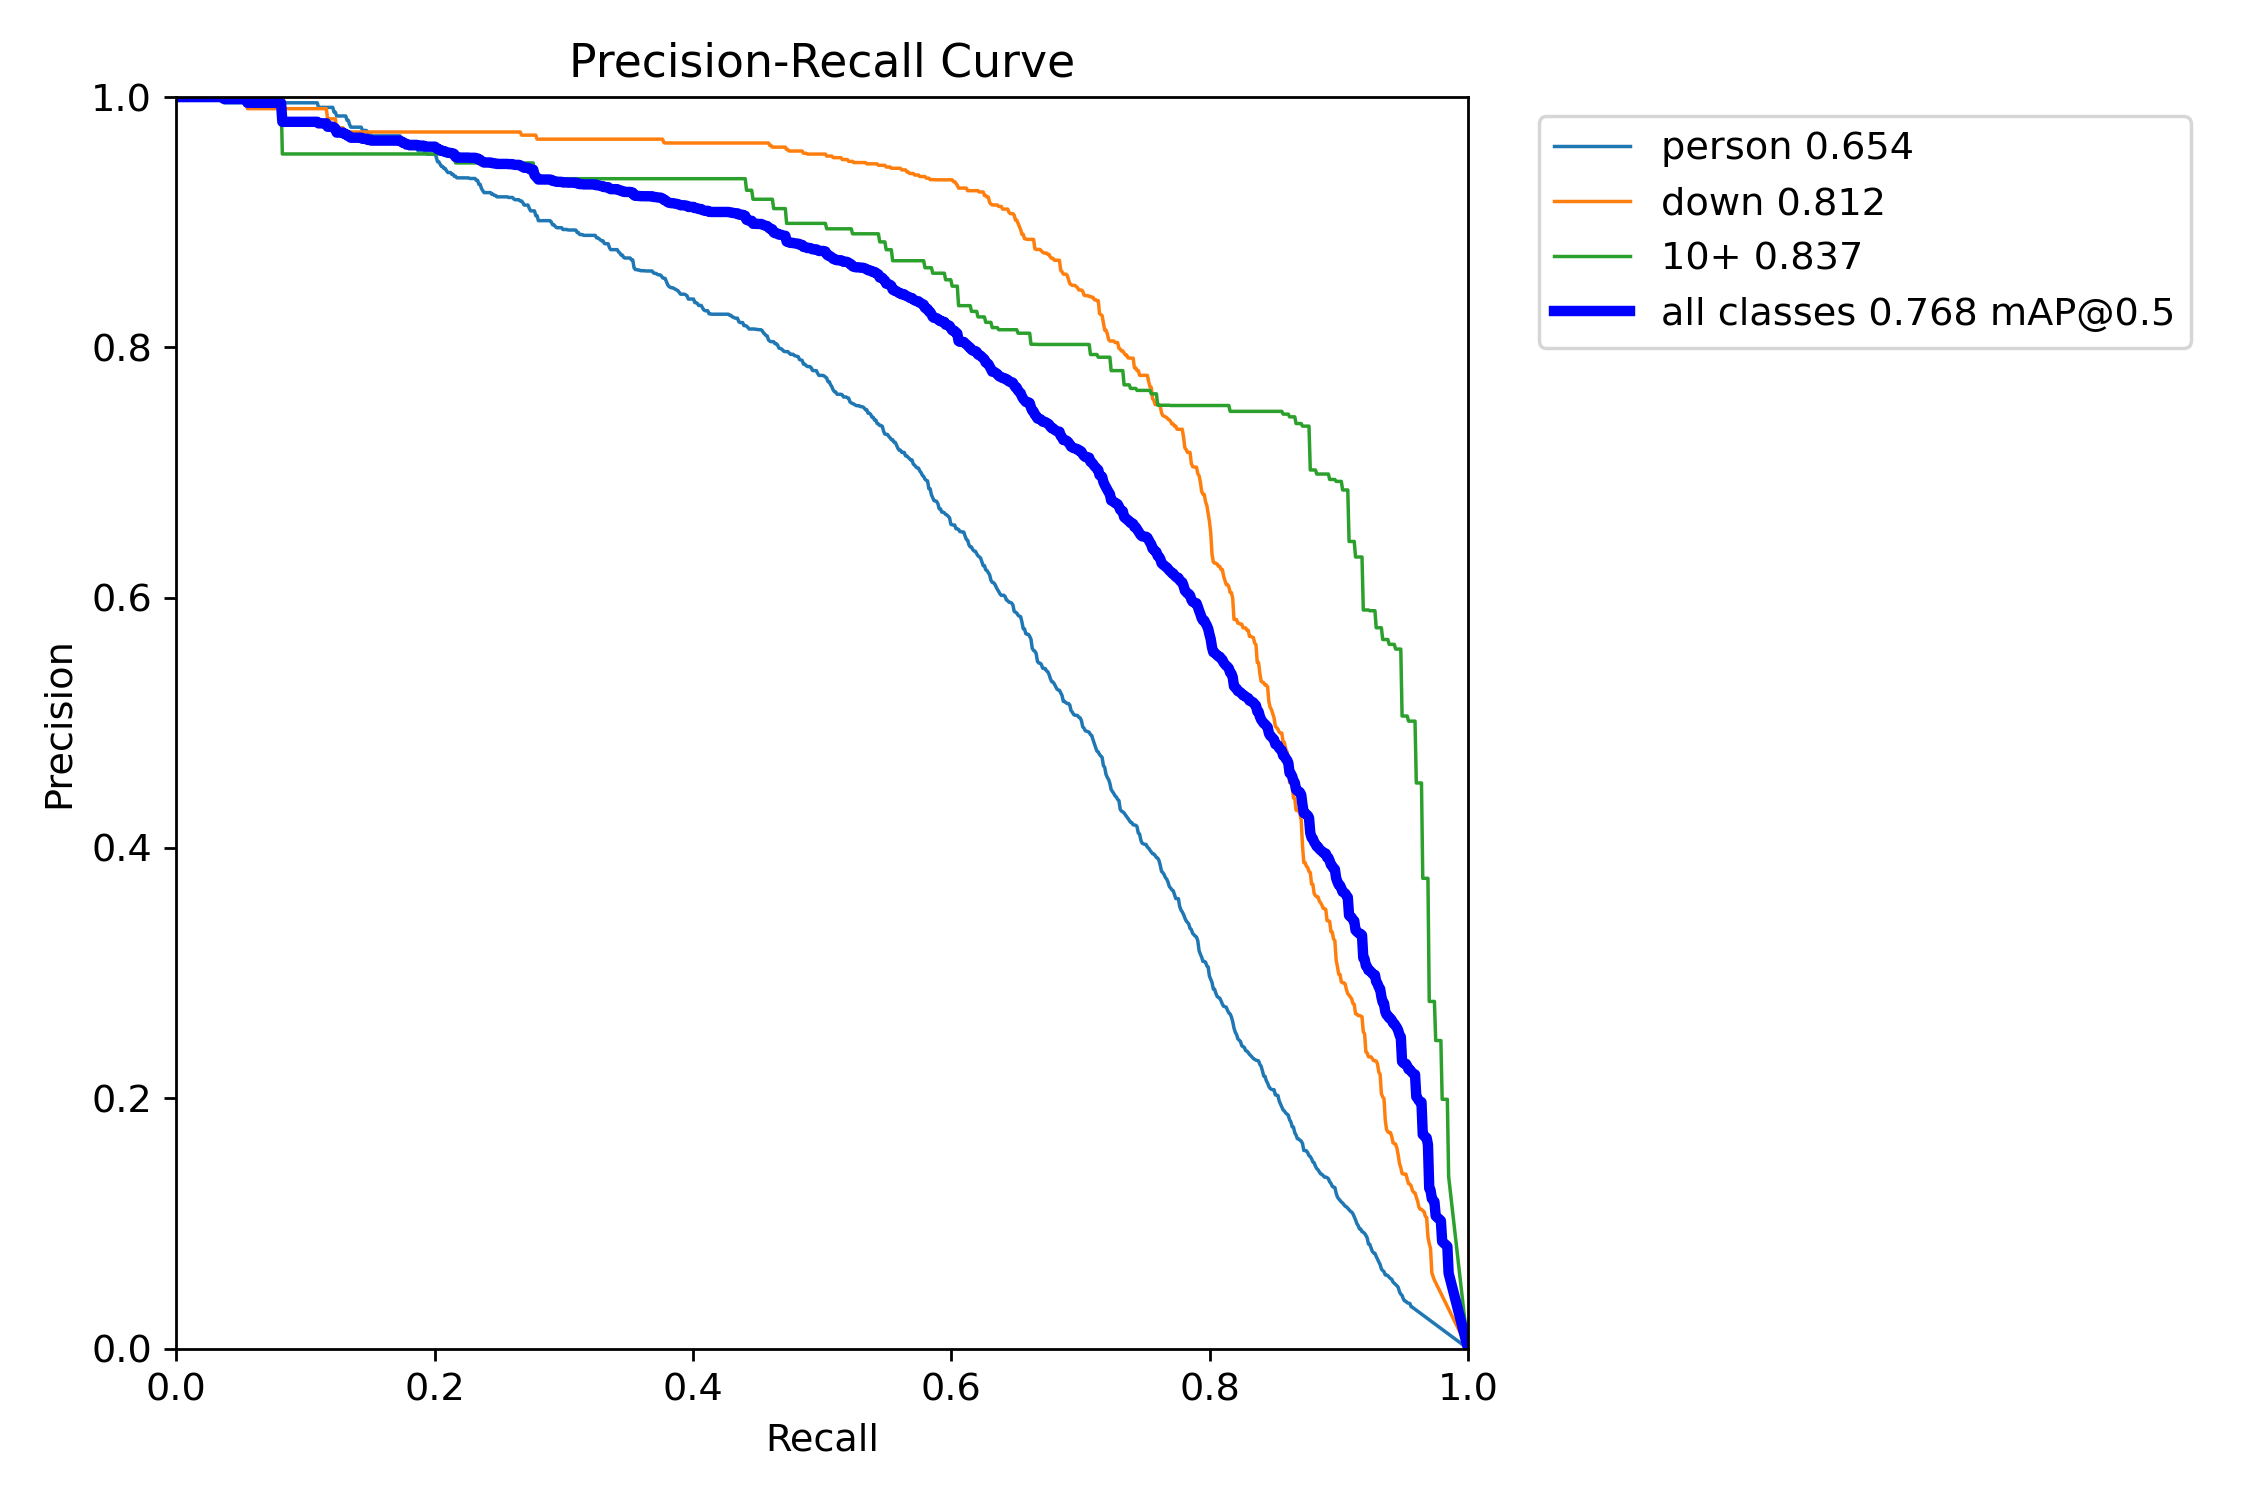 Precision-Recall Curve
1.0
0.8
0.6
0.4
0.2
0.0
Precision
0.0 0.2 0.4 0.6 0.8 1.0
Recall
person 0.654
down 0.812
10+ 0.837
all classes 0.768 mAP@0.5